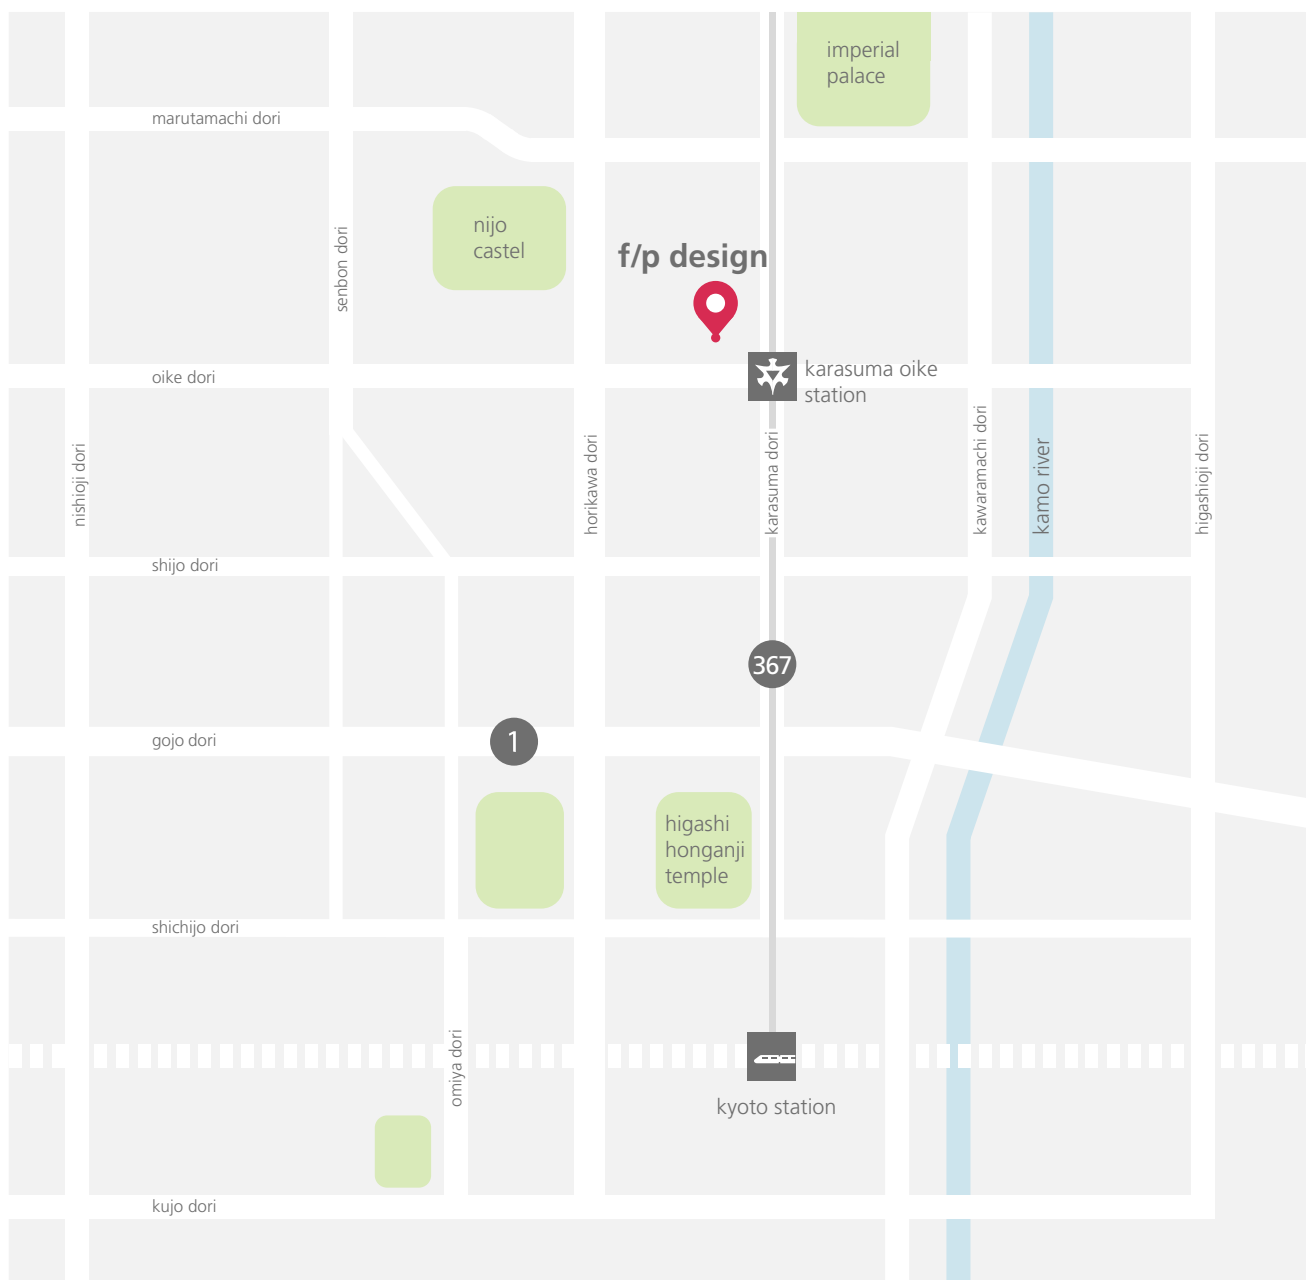 imperial
palace
marutamachi dori
nijo
castel
senbon dori
f/p design
karasuma oike
station
oike dori
nishioji dori
horikawa dori
karasuma dori
kawaramachi dori
kamo river
higashioji dori
shijo dori
367
gojo dori
1
higashi
honganji
temple
shichijo dori
omiya dori
kyoto station
kujo dori